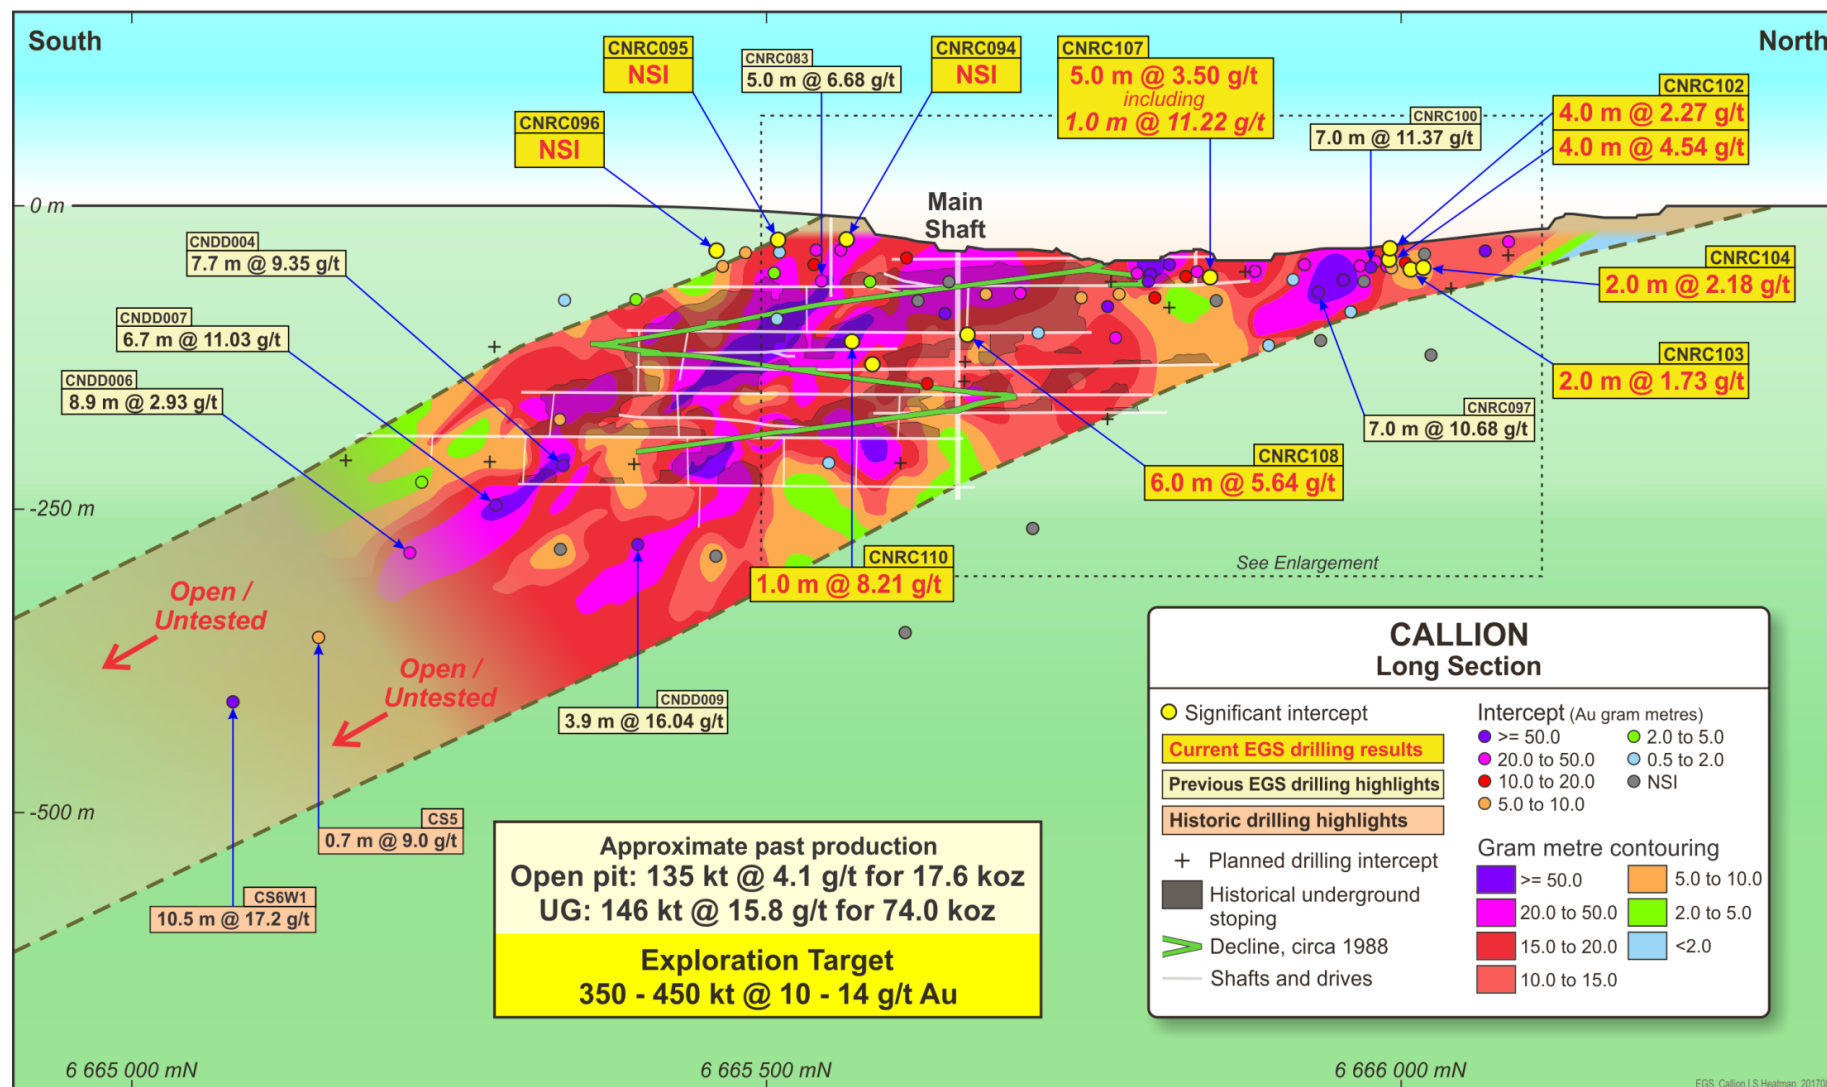 South
North
CNRC095
NSI
CNRC083
5.0 m @ 6.68 g/t
CNRC094
NSI
CNRC107
5.0 m @ 3.50 g/t
including
1.0 m @ 11.22 g/t
CNRC102
4.0 m @ 2.27 g/t
4.0 m @ 4.54 g/t
CNRC096
NSI
CNRC100
7.0 m @ 11.37 g/t
0 m
Main
Shaft
CNDD004
7.7 m @ 9.35 g/t
CNRC104
2.0 m @ 2.18 g/t
CNDD007
6.7 m @ 11.03 g/t
CNRC103
2.0 m @ 1.73 g/t
CNDD006
8.9 m @ 2.93 g/t
CNRC097
7.0 m @ 10.68 g/t
CNRC108
6.0 m @ 5.64 g/t
-250 m
CNRC110
1.0 m @ 8.21 g/t
See Enlargement
Open /
Untested
Open /
Untested
CNDD009
3.9 m @ 16.04 g/t
-500 m
CS5
0.7 m @ 9.0 g/t
CS6W1
10.5 m @ 17.2 g/t
Approximate past production
Open pit: 135 kt @ 4.1 g/t for 17.6 koz
UG: 146 kt @ 15.8 g/t for 74.0 koz
Exploration Target
350 - 450 kt @ 10 - 14 g/t Au
CALLION
Long Section
Significant intercept
Current EGS drilling results
Previous EGS drilling highlights
Historic drilling highlights
Planned drilling intercept
Historical underground
stoping
Decline, circa 1988
Shafts and drives
Intercept (Au gram metres)
>= 50.0
20.0 to 50.0
10.0 to 20.0
5.0 to 10.0
2.0 to 5.0
0.5 to 2.0
NSI
Gram metre contouring
>= 50.0
20.0 to 50.0
15.0 to 20.0
10.0 to 15.0
5.0 to 10.0
2.0 to 5.0
<2.0
6 665 000 mN
6 665 500 mN
6 666 000 mN
EGS Callion LS Heatmap